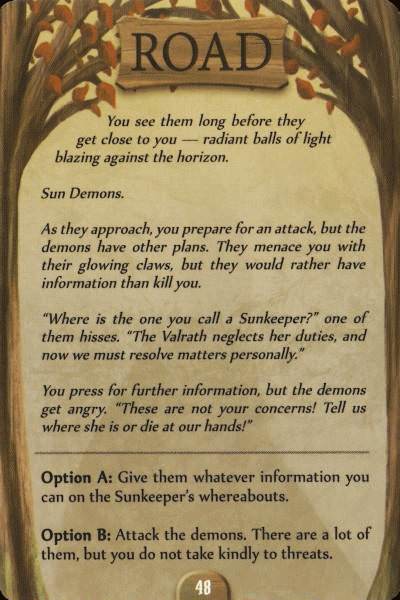 ROAD
You see them long before they
get close to you — radiant balls of light
blazing against the horizon.
Sun Demons.
As they approach, you prepare for an attack, but the
demons have other plans. They menace you with
their glowing claws, but they would rather have
information than kill you.
“Where is the one you call a Sunkeeper?” one of
them hisses. “The Valrath neglects her duties, and
now we must resolve matters personally.”
You press for further information, but the demons
get angry. “These are not your concerns! Tell us
where she is or die at our hands!”
Option A: Give them whatever information you
can on the Sunkeeper’s whereabouts.
Option B: Attack the demons. There are a lot of
them, but you do not take kindly to threats.
48